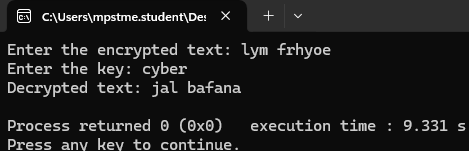 C:\Users\mpstme.student\Des
Enter the encrypted text: lym frhyoe
Enter the key: cyber
Decrypted text: jal bafana
Process returned 0 (0x0)   execution time : 9.331 s
Press any key to continue.